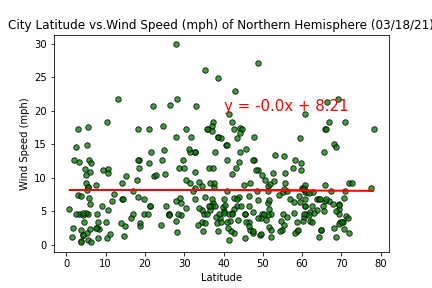 City Latitude vs.Wind Speed (mph) of Northern Hemisphere (03/18/21)
30
25
20
15
10
5
0
Wind Speed (mph)
y = -0.0x + 8.21
0 10 20 30 40 50 60 70 80
Latitude